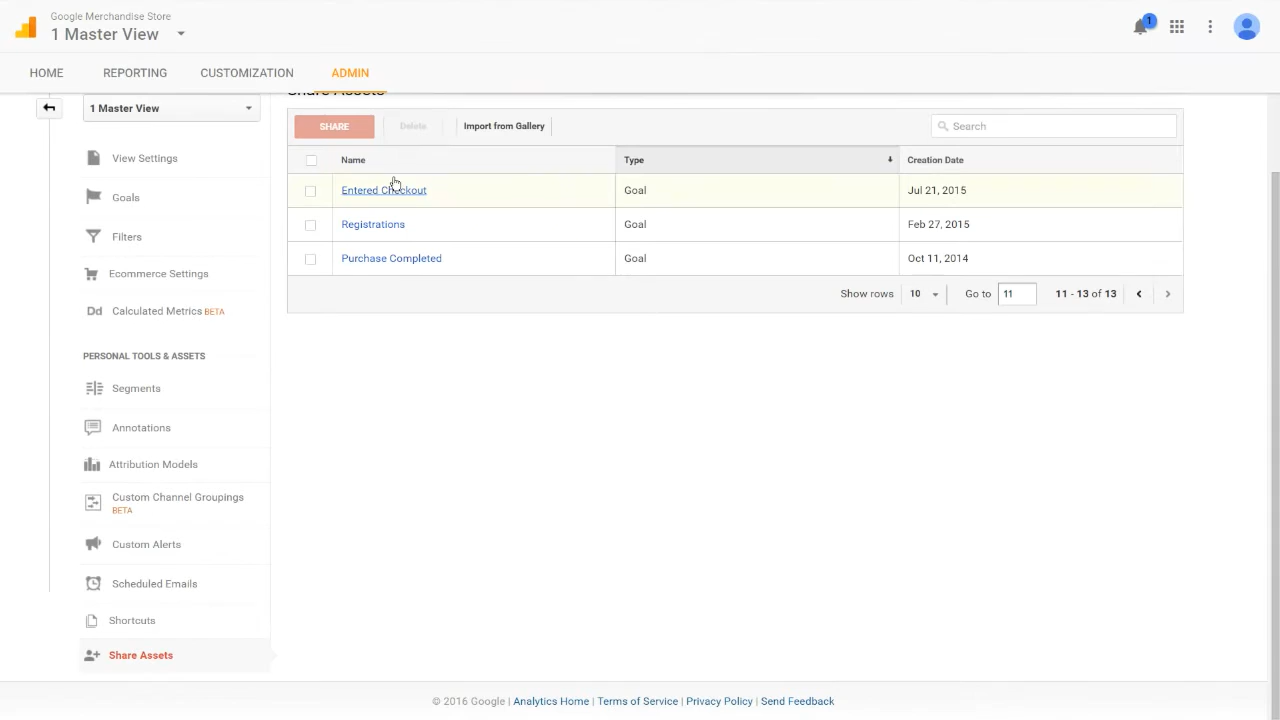 Google Merchandise Store
1 Master View
1
HOME
REPORTING
CUSTOMIZATION
ADMIN
Share Assets
1 Master View
SHARE
Delete
Import from Gallery
Search
View Settings
Goals
Filters
Ecommerce Settings
Dd Calculated Metrics BETA
PERSONAL TOOLS & ASSETS
Segments
Annotations
Attribution Models
Custom Channel Groupings
BETA
Custom Alerts
Scheduled Emails
Shortcuts
Share Assets
Name Type Creation Date
Entered Checkout Goal Jul 21, 2015
Registrations Goal Feb 27, 2015
Purchase Completed Goal Oct 11, 2014
Show rows 10 Go to 11 11 - 13 of 13
© 2016 Google | Analytics Home | Terms of Service | Privacy Policy | Send Feedback